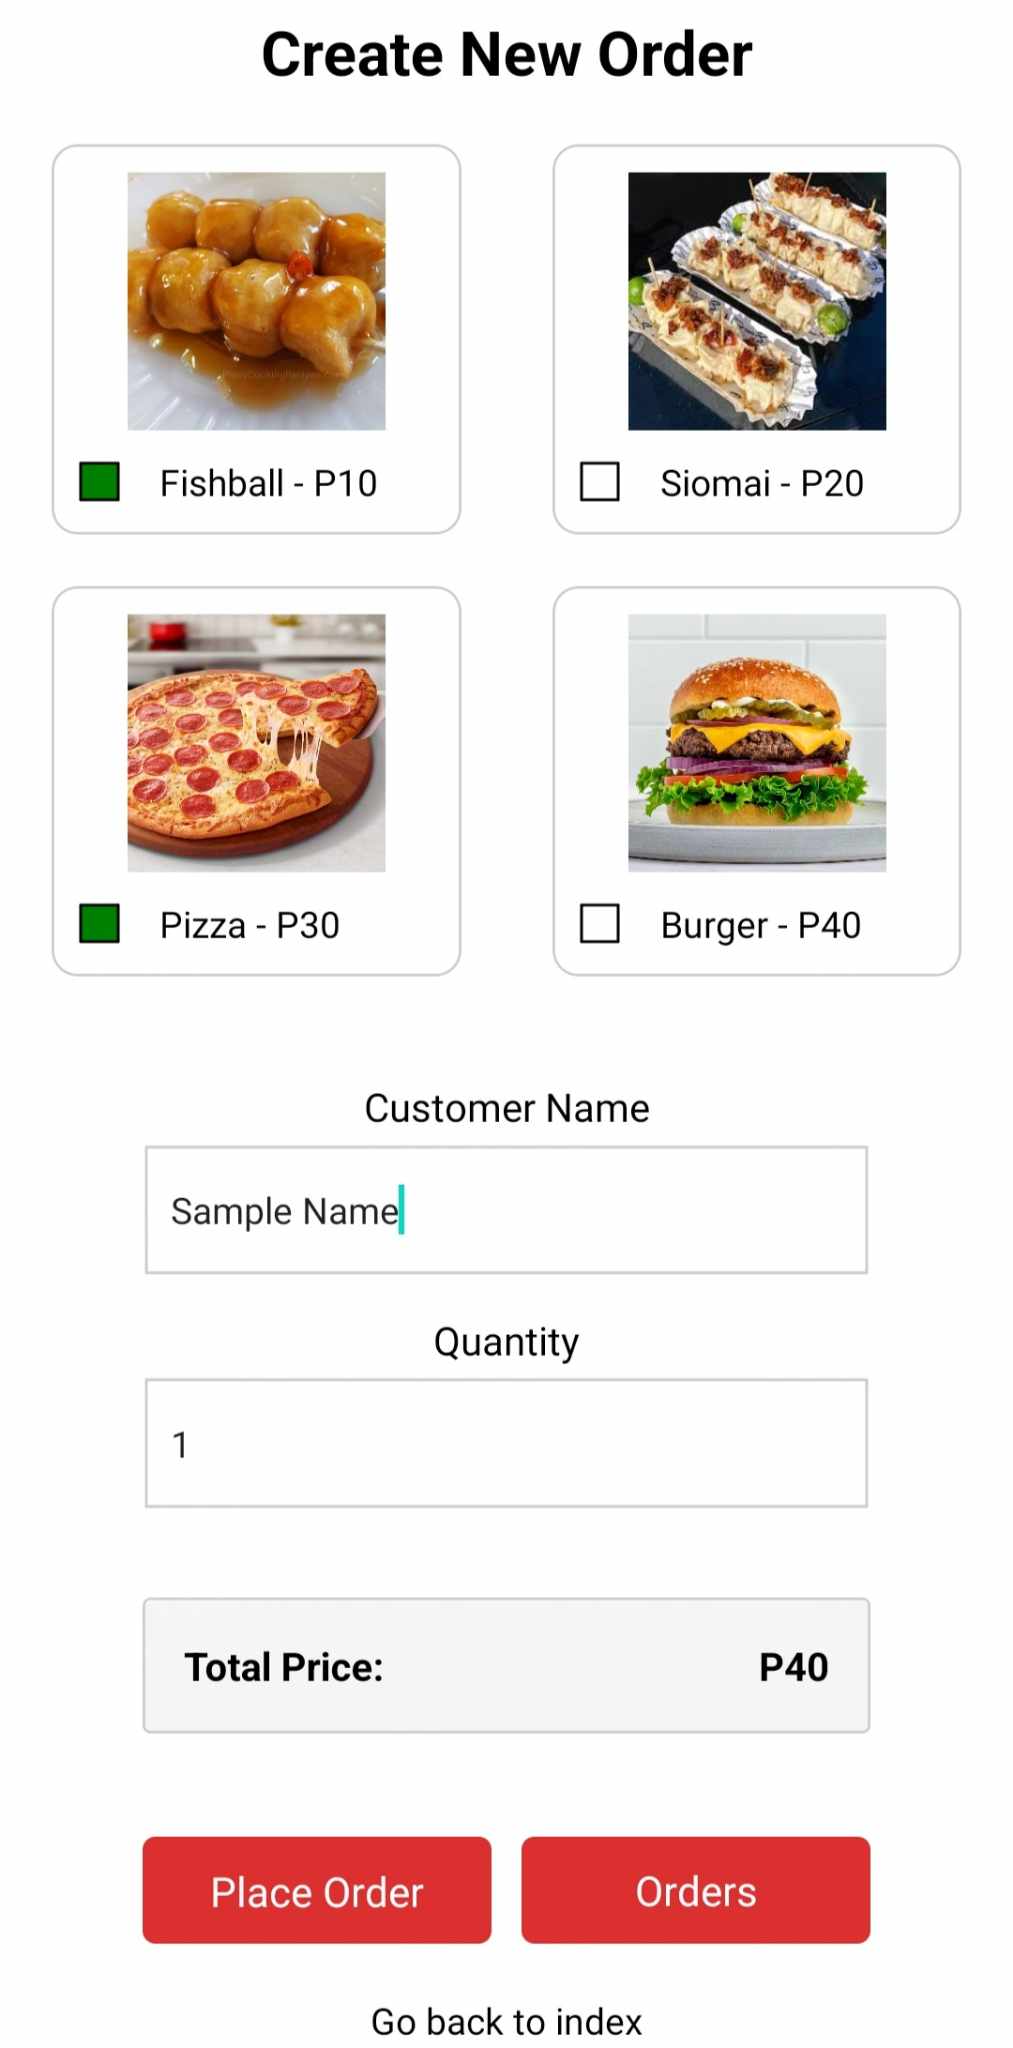 Create New Order
Fishball - P10
Siomai - P20
Pizza - P30
Burger - P40
Customer Name
Sample Name
Quantity
1
Total Price: P40
Place Order
Orders
Go back to index